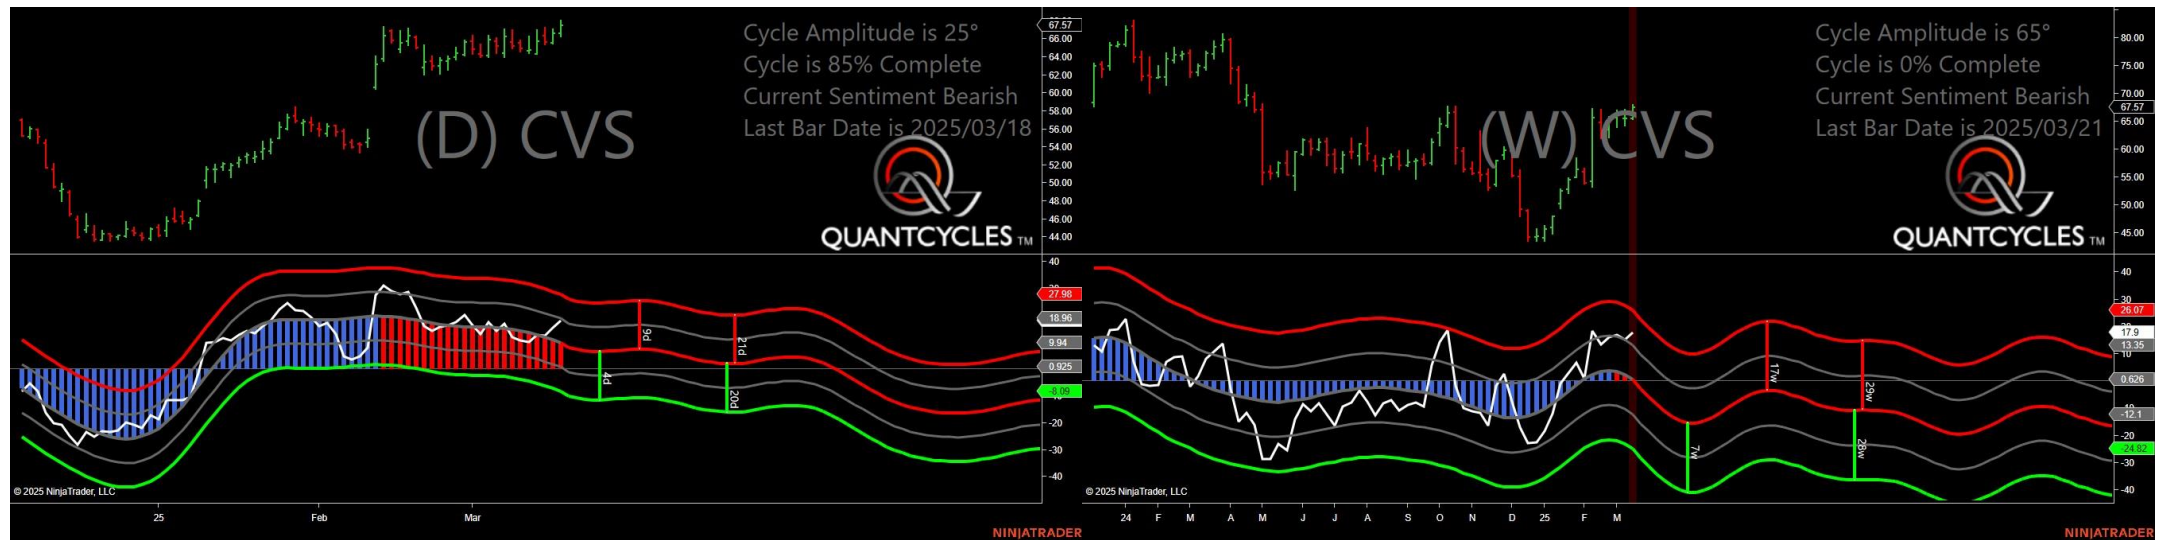 Cycle Amplitude is 25°
Cycle is 85% Complete
Current Sentiment Bearish
Last Bar Date is 2025/03/18
(D) CVS
QUANTCYCLES TM
67.57
66.00
64.00
62.00
60.00
58.00
56.00
54.00
52.00
50.00
48.00
46.00
44.00
40
27.98
18.96
9.94
0.925
-8.09
-20
-30
-40
9d
21d
4d
20d
© 2025 NinjaTrader, LLC
25
Feb
Mar
NINJATRADER
Cycle Amplitude is 65°
Cycle is 0% Complete
Current Sentiment Bearish
Last Bar Date is 2025/03/21
(W) CVS
QUANTCYCLES TM
80.00
75.00
70.00
67.57
65.00
60.00
55.00
50.00
45.00
40
30
26.07
17.9
13.35
10
0.626
-12.1
-20
-24.82
-30
-40
17w
29w
7w
28w
© 2025 NinjaTrader, LLC
24 F M A M J J A S O N D 25 F M
NINJATRADER